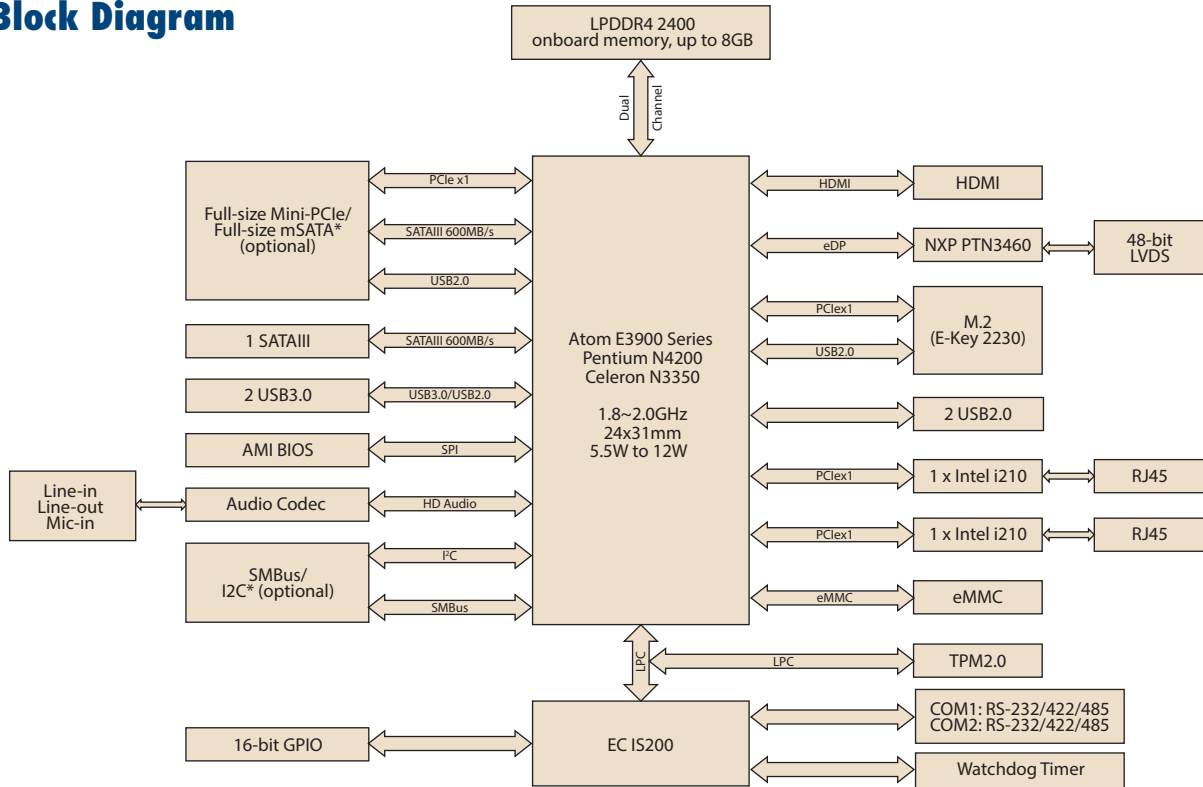 Block Diagram
LPDDR4 2400
onboard memory, up to 8GB
Dual
Channel
Full-size Mini-PCIe/
Full-size mSATA*
(optional)
PCIe x1
SATAIII 600MB/s
USB2.0
1 SATAIII
SATAIII 600MB/s
2 USB3.0
USB3.0/USB2.0
AMI BIOS
SPI
Line-in
Line-out
Mic-in
Audio Codec
HD Audio
SMBus/
I2C* (optional)
I²C
SMBus
Atom E3900 Series
Pentium N4200
Celeron N3350
1.8~2.0GHz
24x31mm
5.5W to 12W
HDMI
HDMI
eDP
NXP PTN3460
48-bit
LVDS
PCIex1
USB2.0
M.2
(E-Key 2230)
2 USB2.0
PCIex1
1 x Intel i210
RJ45
PCIex1
1 x Intel i210
RJ45
eMMC
eMMC
LPC
LPC
TPM2.0
16-bit GPIO
EC IS200
COM1: RS-232/422/485
COM2: RS-232/422/485
Watchdog Timer